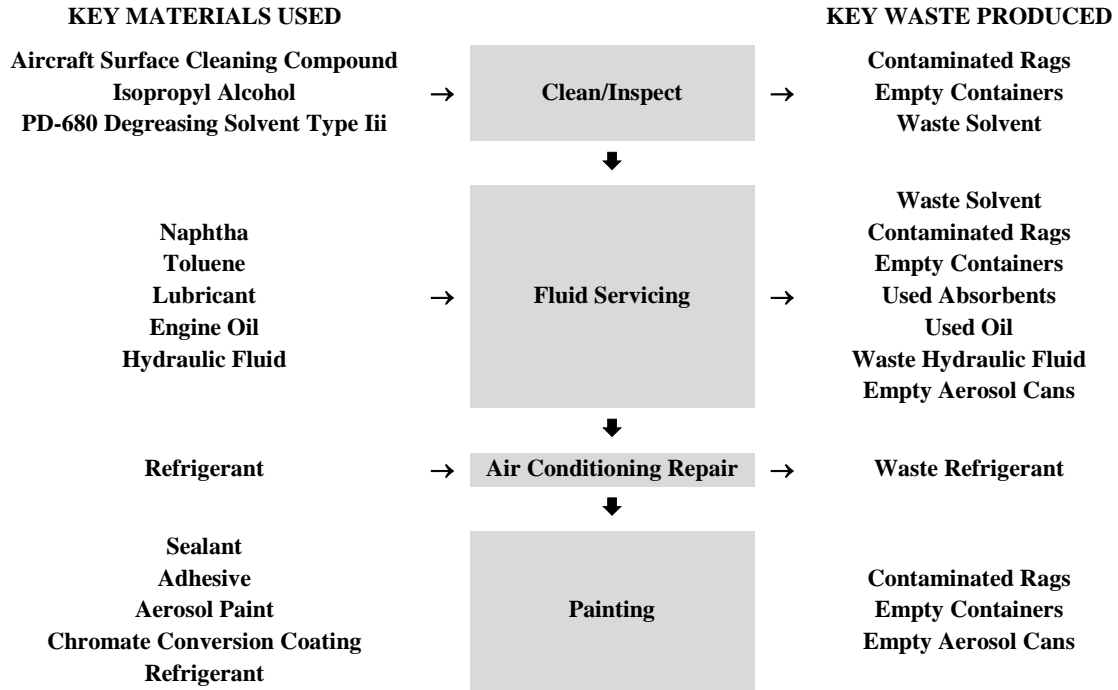 KEY MATERIALS USED
KEY WASTE PRODUCED
Aircraft Surface Cleaning Compound
Isopropyl Alcohol
PD-680 Degreasing Solvent Type Iii
→
Clean/Inspect
→
Contaminated Rags
Empty Containers
Waste Solvent
Naphtha
Toluene
Lubricant
Engine Oil
Hydraulic Fluid
→
Fluid Servicing
→
Waste Solvent
Contaminated Rags
Empty Containers
Used Absorbents
Used Oil
Waste Hydraulic Fluid
Empty Aerosol Cans
Refrigerant
→
Air Conditioning Repair
→
Waste Refrigerant
Sealant
Adhesive
Aerosol Paint
Chromate Conversion Coating
Refrigerant
Painting
Contaminated Rags
Empty Containers
Empty Aerosol Cans